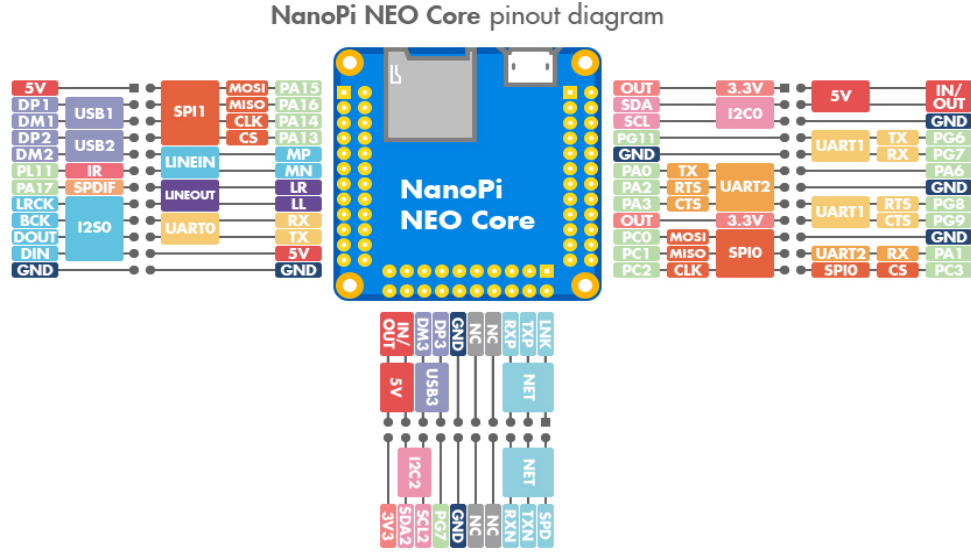 NanoPi NEO Core pinout diagram
5V MOSI PA15
DP1 USB1 SPI1 MISO PA16
DM1 CLK PA14
DP2 USB2 CS PA13
DM2 LINEIN MP
PL11 IR MN
PA17 SPDIF LINEOUT LR
LRCK I2S0 LL
BCK UART0 RX
DOUT TX
DIN 5V
GND GND
NanoPi
NEO Core
OUT 3.3V 5V IN/
OUT
SDA I2C0
SCL GND
PG11 UART1 TX PG6
GND RX PG7
PA0 TX UART2 PA6
PA2 RTS GND
PA3 CTS UART1 RTS PG8
OUT 3.3V CTS PG9
PC0 MOSI SPI0 GND
PC1 MISO UART2 RX PA1
PC2 CLK SPI0 CS PC3
IN/
OUT DM3 DP3 GND NC NC RXP TXP LNK
5V USB3 NET
I2C2 NET
3V3 SDA2 SCL2 PG7 GND NC NC RXN TXN SPD